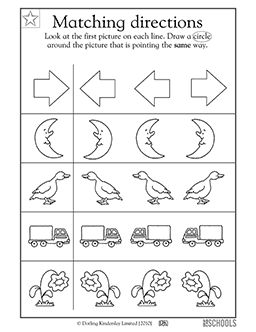 Matching directions
Look at the first picture on each line. Draw a circle
around the picture that is pointing the same way.
© Dorling Kindersley Limited [2010]
SCHOOLS